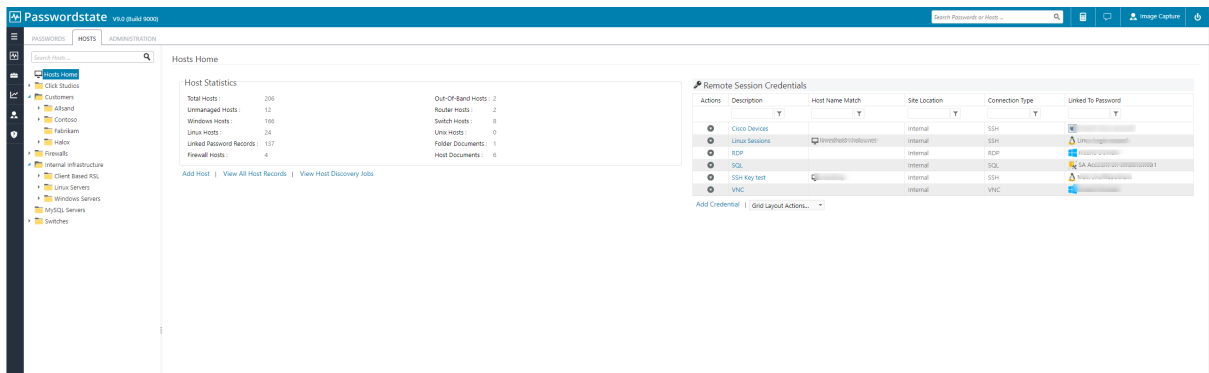 Passwordstate V9.0 (Build 9000)
Search Passwords or Hosts ...
Image Capture
PASSWORDS HOSTS ADMINISTRATION
Search Hosts ...
Hosts Home
Click Studios
Customers
Allsand
Contoso
Fabrikam
Halox
Firewalls
Internal Infrastructure
Client Based RSL
Linux Servers
Windows Servers
MySQL Servers
Switches
Hosts Home
Host Statistics
Total Hosts : 206
Unmanaged Hosts : 12
Windows Hosts : 166
Linux Hosts : 24
Linked Password Records : 137
Firewall Hosts : 4
Out-Of-Band Hosts : 2
Router Hosts : 2
Switch Hosts : 8
Unix Hosts : 0
Folder Documents : 1
Host Documents : 6
Add Host | View All Host Records | View Host Discovery Jobs
Remote Session Credentials
Actions Description Host Name Match Site Location Connection Type Linked To Password
Cisco Devices Internal SSH
Linux Sessions Internal SSH
RDP Internal RDP
SQL Internal SQL SA Account on
SSH Key test Internal SSH
VNC Internal VNC
Add Credential | Grid Layout Actions...